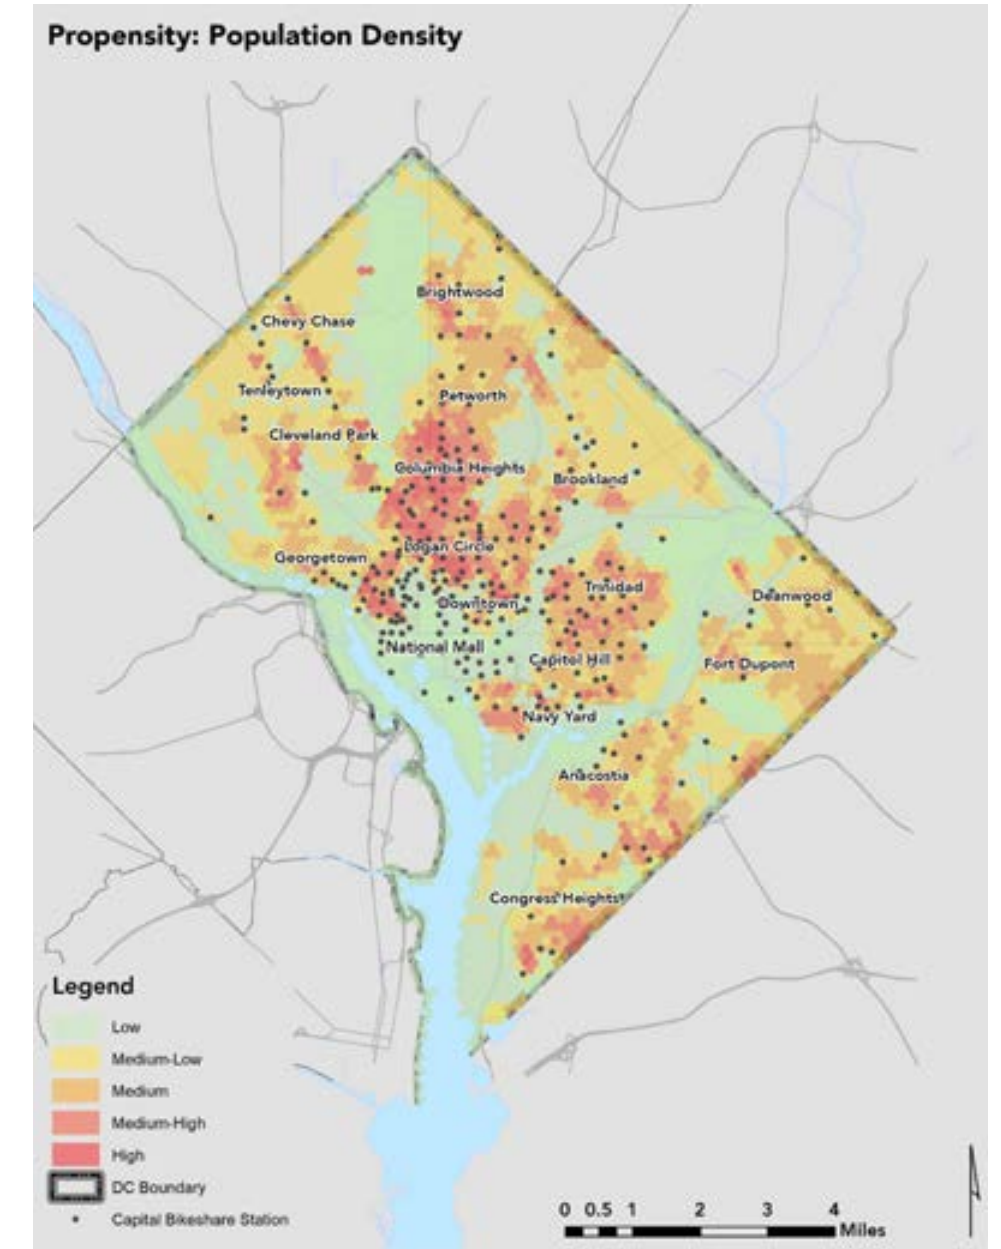 Propensity: Population Density
Brightwood
Chevy Chase
Tenleytown
Petworth
Cleveland Park
Columbia Heights
Brookland
Logan Circle
Georgetown
Trinidad
Deanwood
Downtown
National Mall
Capitol Hill
Fort Dupont
Navy Yard
Anacostia
Congress Heights
Legend
Low
Medium-Low
Medium
Medium-High
High
DC Boundary
Capital Bikeshare Station
0 0.5 1 2 3 4
Miles